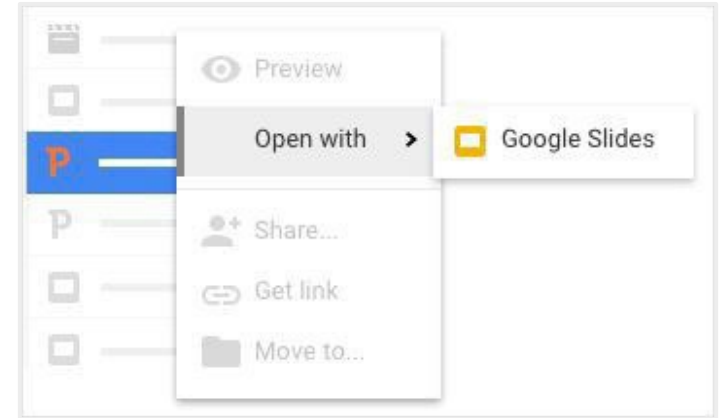 Preview
Open with
Google Slides
P
P
Share...
Get link
Move to...